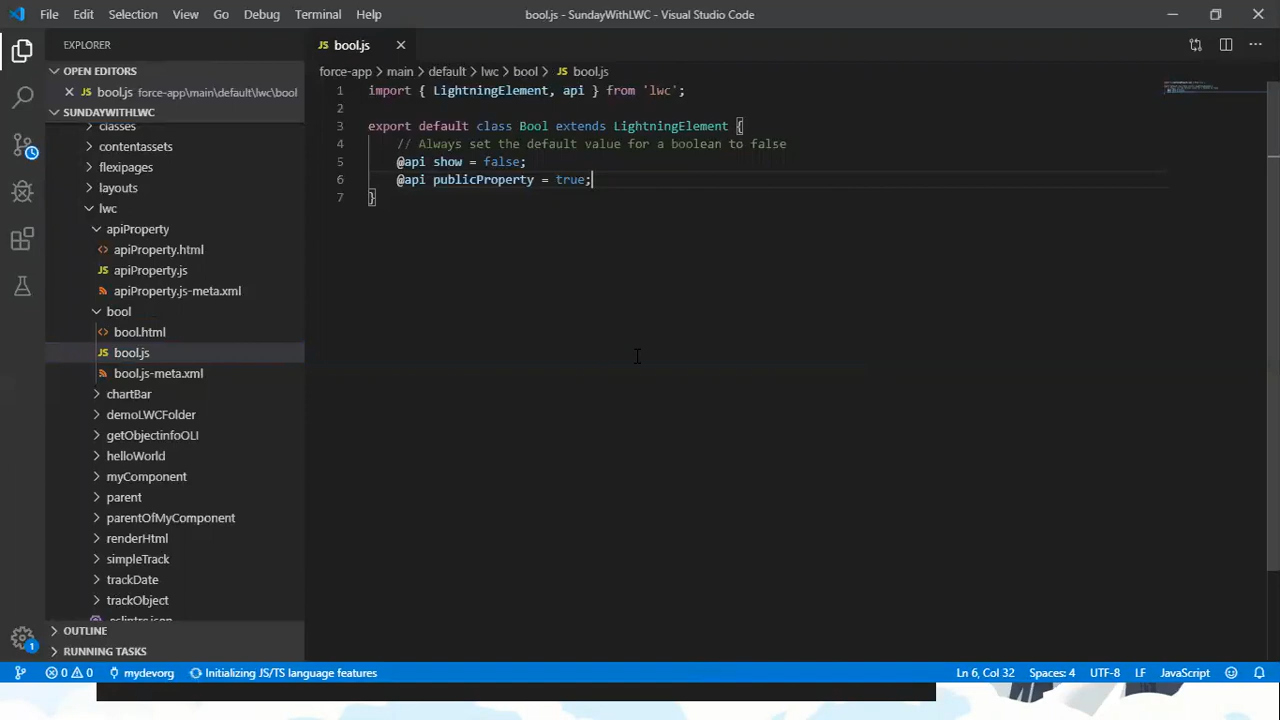 File Edit Selection View Go Debug Terminal Help bool.js - SundayWithLWC - Visual Studio Code
EXPLORER
JS bool.js
OPEN EDITORS
JS bool.js force-app\main\default\lwc\bool
SUNDAYWITHLWC
classes
contentassets
flexipages
layouts
lwc
apiProperty
apiProperty.html
JS apiProperty.js
apiProperty.js-meta.xml
bool
bool.html
JS bool.js
bool.js-meta.xml
chartBar
demoLWCFolder
getObjectinfoOLI
helloWorld
myComponent
parent
parentOfMyComponent
renderHtml
simpleTrack
trackDate
trackObject
.eslintrc.json
OUTLINE
RUNNING TASKS
force-app > main > default > lwc > bool > JS bool.js
1 import { LightningElement, api } from 'lwc';
2
3 export default class Bool extends LightningElement {
4 // Always set the default value for a boolean to false
5 @api show = false;
6 @api publicProperty = true;
7 }
1
0 0 mydevorg Initializing JS/TS language features Ln 6, Col 32 Spaces: 4 UTF-8 LF JavaScript